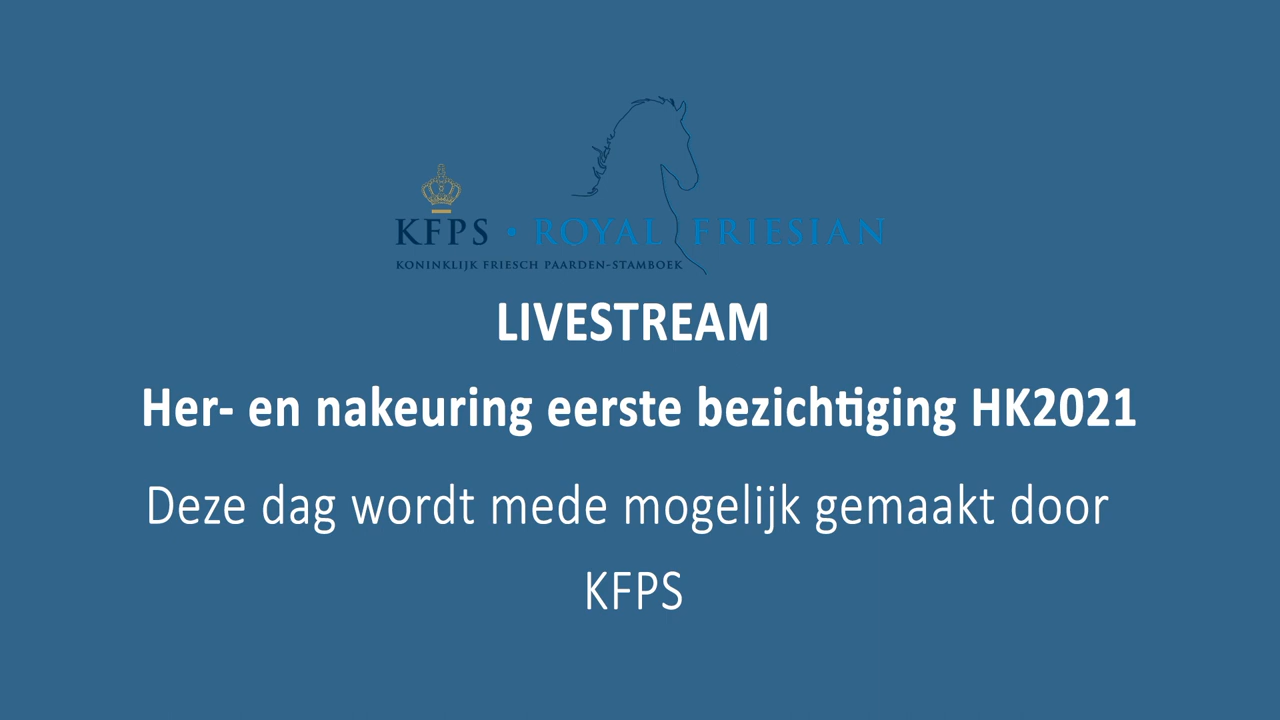 KFPS • ROYAL FRIESIAN
KONINKLIJK FRIESCH PAARDEN-STAMBOEK
LIVESTREAM
Her- en nakeuring eerste bezichtiging HK2021
Deze dag wordt mede mogelijk gemaakt door
KFPS